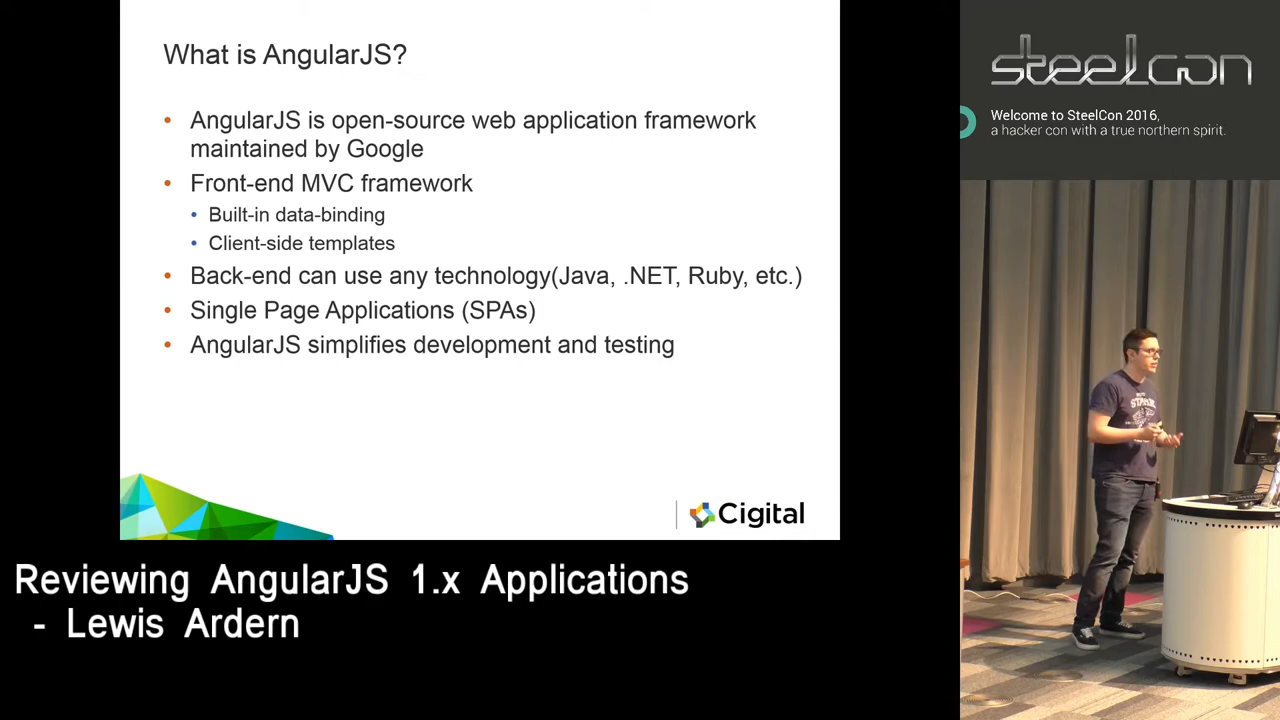 What is AngularJS?
• AngularJS is open-source web application framework
maintained by Google
• Front-end MVC framework
• Built-in data-binding
• Client-side templates
• Back-end can use any technology(Java, .NET, Ruby, etc.)
• Single Page Applications (SPAs)
• AngularJS simplifies development and testing
Cigital
steelcon
Welcome to SteelCon 2016,
a hacker con with a true northern spirit.
Reviewing AngularJS 1.x Applications
- Lewis Ardern